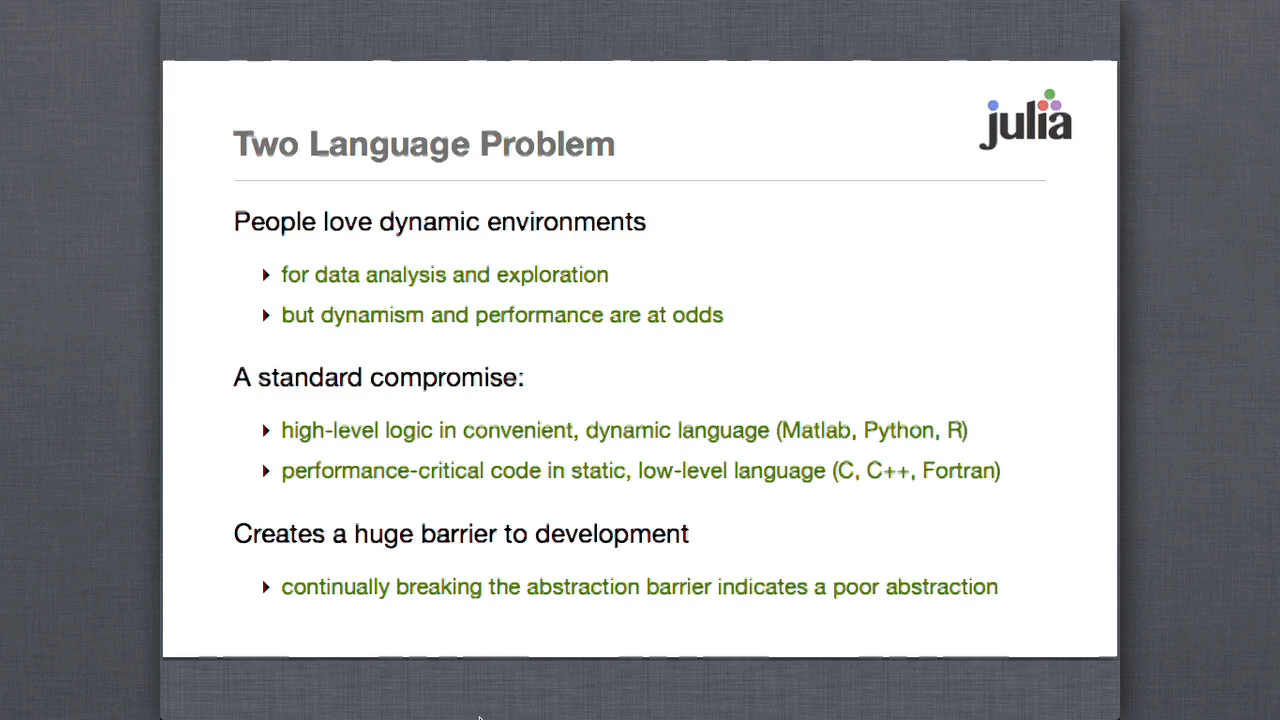 julia
Two Language Problem
People love dynamic environments
for data analysis and exploration
but dynamism and performance are at odds
A standard compromise:
high-level logic in convenient, dynamic language (Matlab, Python, R)
performance-critical code in static, low-level language (C, C++, Fortran)
Creates a huge barrier to development
continually breaking the abstraction barrier indicates a poor abstraction